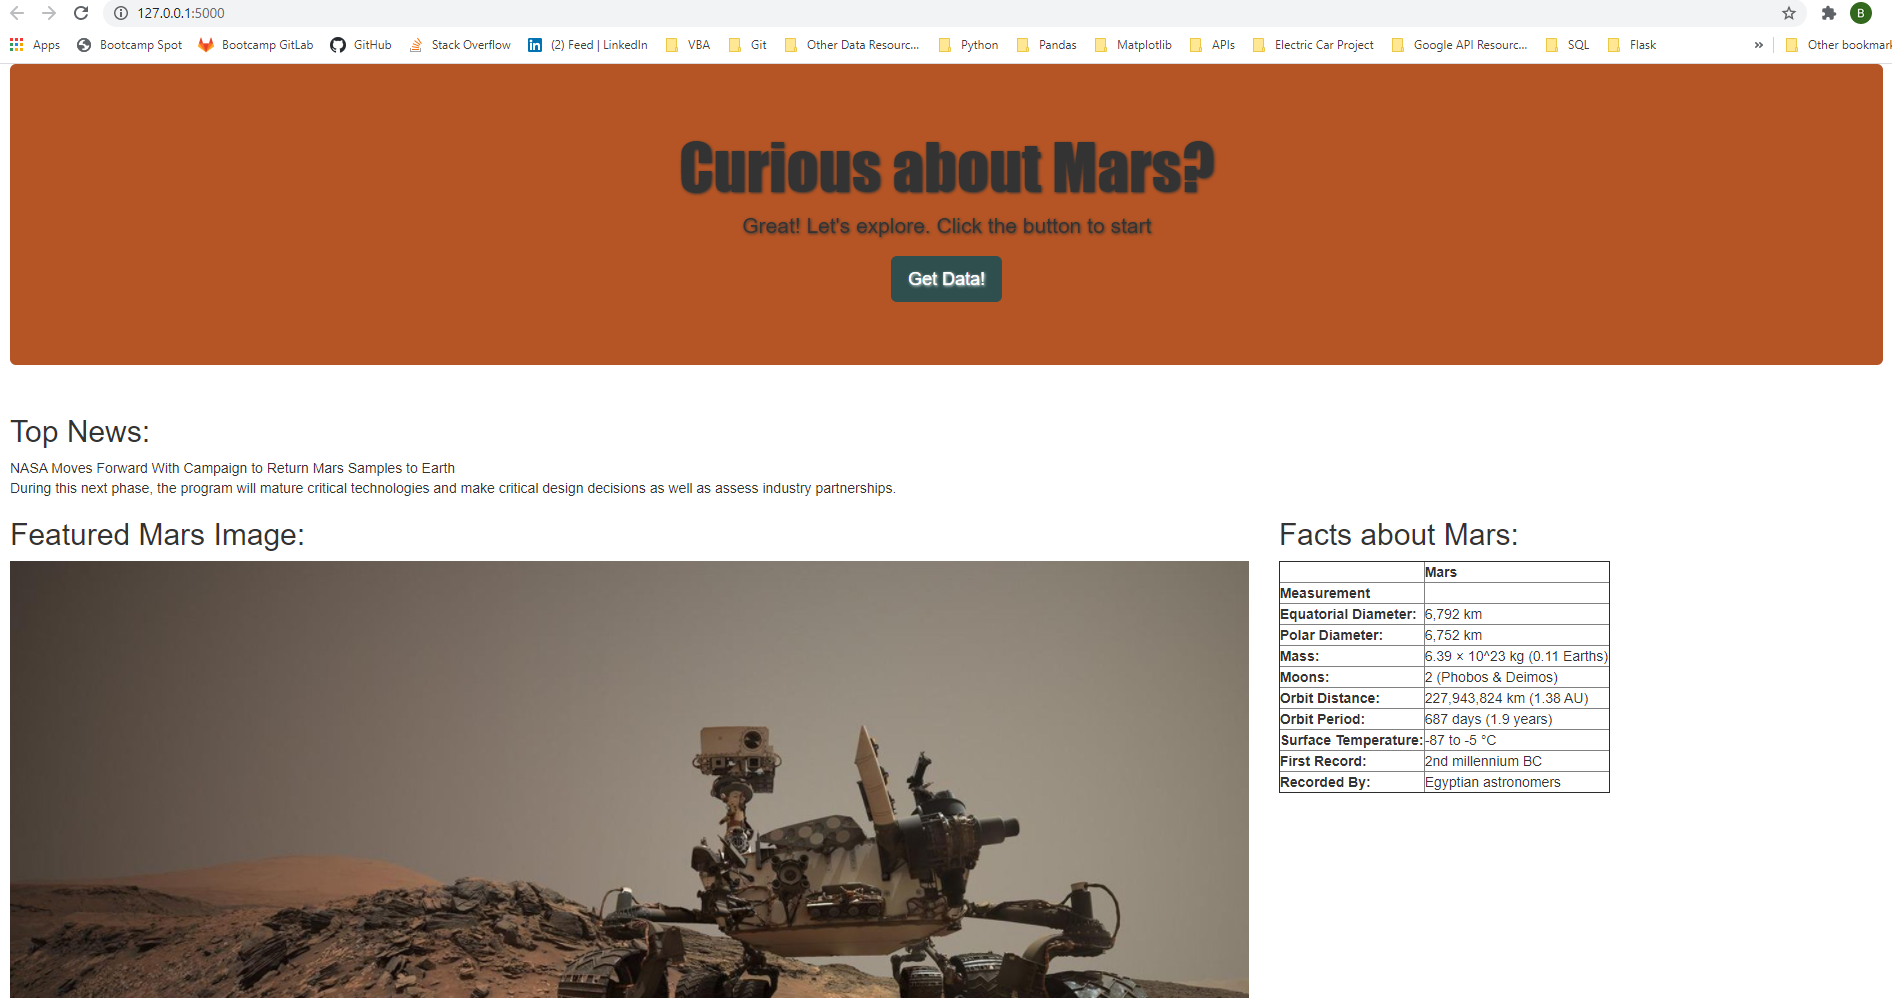 127.0.0.1:5000
B
Apps Bootcamp Spot Bootcamp GitLab GitHub Stack Overflow in (2) Feed | LinkedIn VBA Git Other Data Resourc... Python Pandas Matplotlib APIs Electric Car Project Google API Resourc... SQL Flask » Other bookmark
Curious about Mars?
Great! Let's explore. Click the button to start
Get Data!
Top News:
NASA Moves Forward With Campaign to Return Mars Samples to Earth
During this next phase, the program will mature critical technologies and make critical design decisions as well as assess industry partnerships.
Featured Mars Image:
Facts about Mars:
Mars
Measurement
Equatorial Diameter: 6,792 km
Polar Diameter: 6,752 km
Mass: 6.39 × 10^23 kg (0.11 Earths)
Moons: 2 (Phobos & Deimos)
Orbit Distance: 227,943,824 km (1.38 AU)
Orbit Period: 687 days (1.9 years)
Surface Temperature: -87 to -5 °C
First Record: 2nd millennium BC
Recorded By: Egyptian astronomers